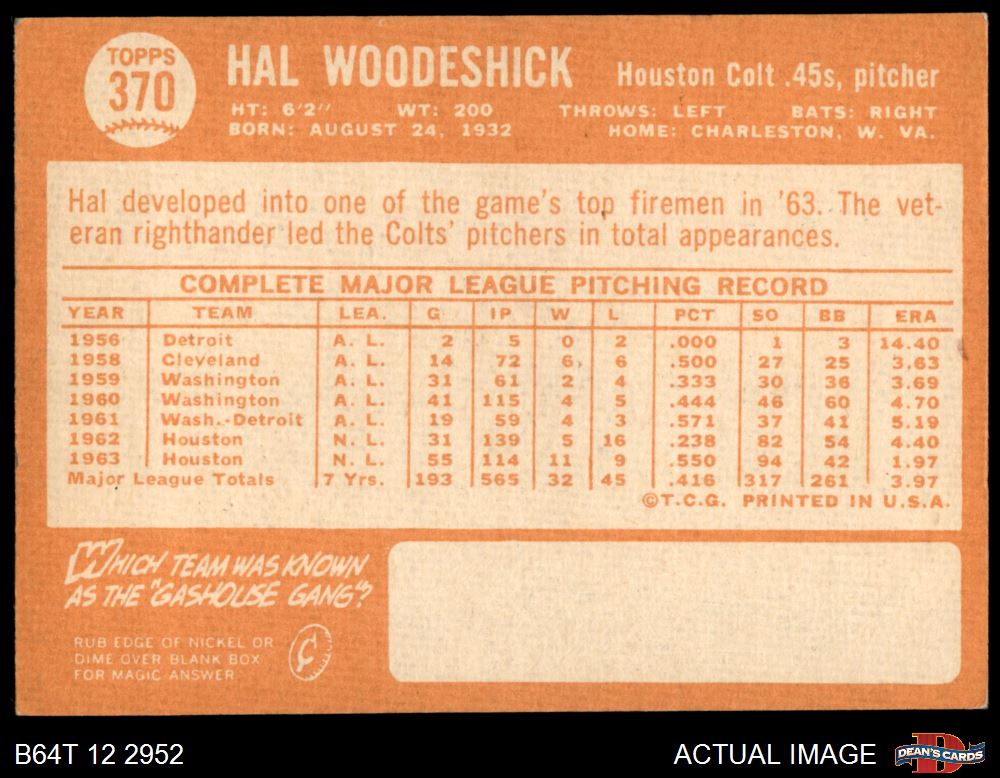 TOPPS
370
HAL WOODESHICK
Houston Colt .45s, pitcher
HT: 6'2" WT: 200 THROWS: LEFT BATS: RIGHT
BORN: AUGUST 24, 1932 HOME: CHARLESTON, W. VA.
Hal developed into one of the game's top firemen in '63. The vet-
eran righthander led the Colts' pitchers in total appearances.
COMPLETE MAJOR LEAGUE PITCHING RECORD
YEAR TEAM LEA. G IP W L PCT SO BB ERA
1956 Detroit A. L. 2 5 0 2 .000 1 3 14.40
1958 Cleveland A. L. 14 72 6 6 .500 27 25 3.63
1959 Washington A. L. 31 61 2 4 .333 30 36 3.69
1960 Washington A. L. 41 115 4 5 .444 46 60 4.70
1961 Wash.-Detroit A. L. 19 59 4 3 .571 37 41 5.19
1962 Houston N. L. 31 139 5 16 .238 82 54 4.40
1963 Houston N. L. 55 114 11 9 .550 94 42 1.97
Major League Totals 7 Yrs. 193 565 32 45 .416 317 261 3.97
©T.C.G. PRINTED IN U.S.A.
WHICH TEAM WAS KNOWN
AS THE "GASHOUSE GANG"?
RUB EDGE OF NICKEL OR
DIME OVER BLANK BOX
FOR MAGIC ANSWER
B64T 12 2952
ACTUAL IMAGE
DEAN'S CARDS